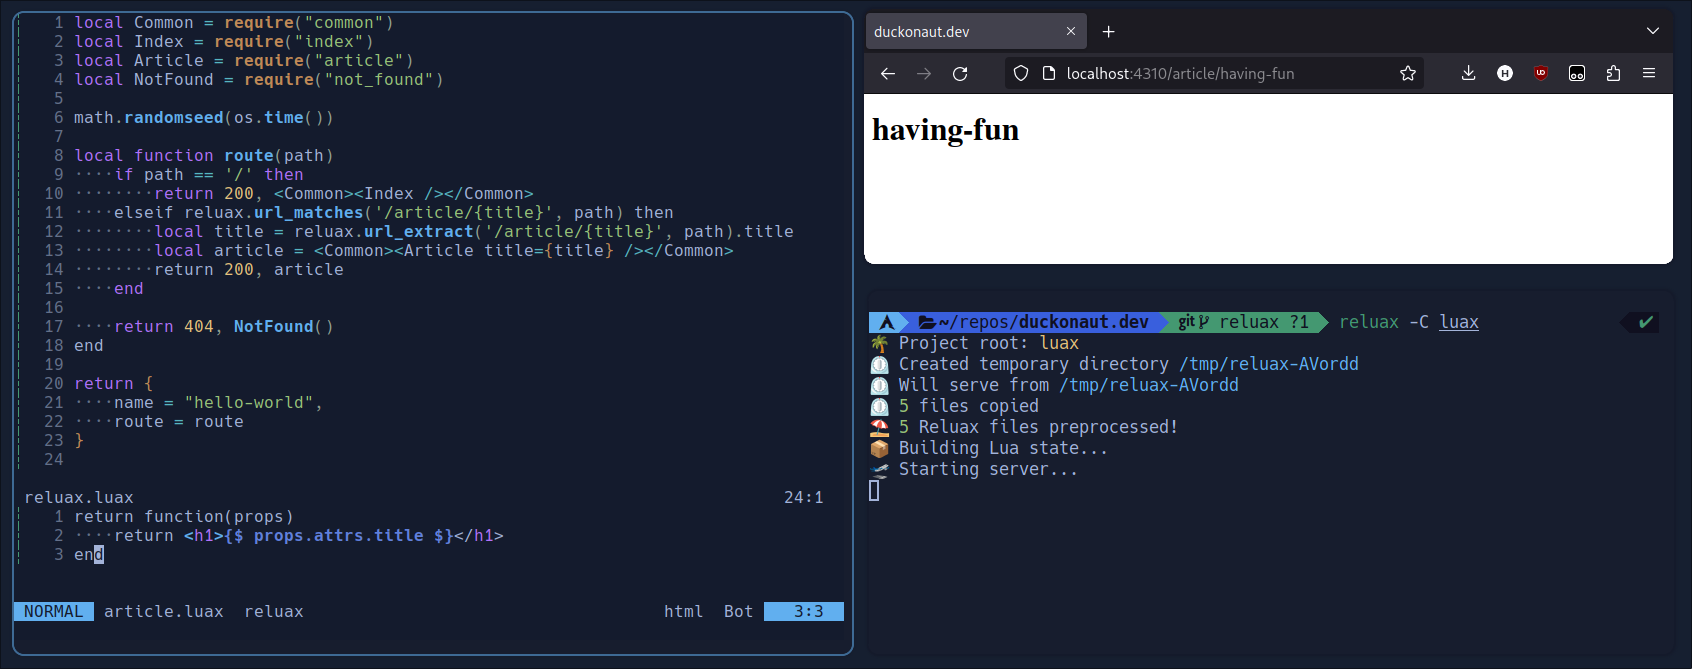 1 local Common = require("common")
2 local Index = require("index")
3 local Article = require("article")
4 local NotFound = require("not_found")
5
6 math.randomseed(os.time())
7
8 local function route(path)
9 ····if path == '/' then
10 ········return 200, <Common><Index /></Common>
11 ····elseif reluax.url_matches('/article/{title}', path) then
12 ········local title = reluax.url_extract('/article/{title}', path).title
13 ········local article = <Common><Article title={title} /></Common>
14 ········return 200, article
15 ····end
16
17 ····return 404, NotFound()
18 end
19
20 return {
21 ····name = "hello-world",
22 ····route = route
23 }
24
reluax.luax 24:1
1 return function(props)
2 ····return <h1>{$ props.attrs.title $}</h1>
3 end
NORMAL article.luax reluax html Bot 3:3
duckonaut.dev
localhost:4310/article/having-fun
H
UD
having-fun
~/repos/duckonaut.dev git reluax ?1 reluax -C luax ✔
Project root: luax
Created temporary directory /tmp/reluax-AVordd
Will serve from /tmp/reluax-AVordd
5 files copied
5 Reluax files preprocessed!
Building Lua state...
Starting server...